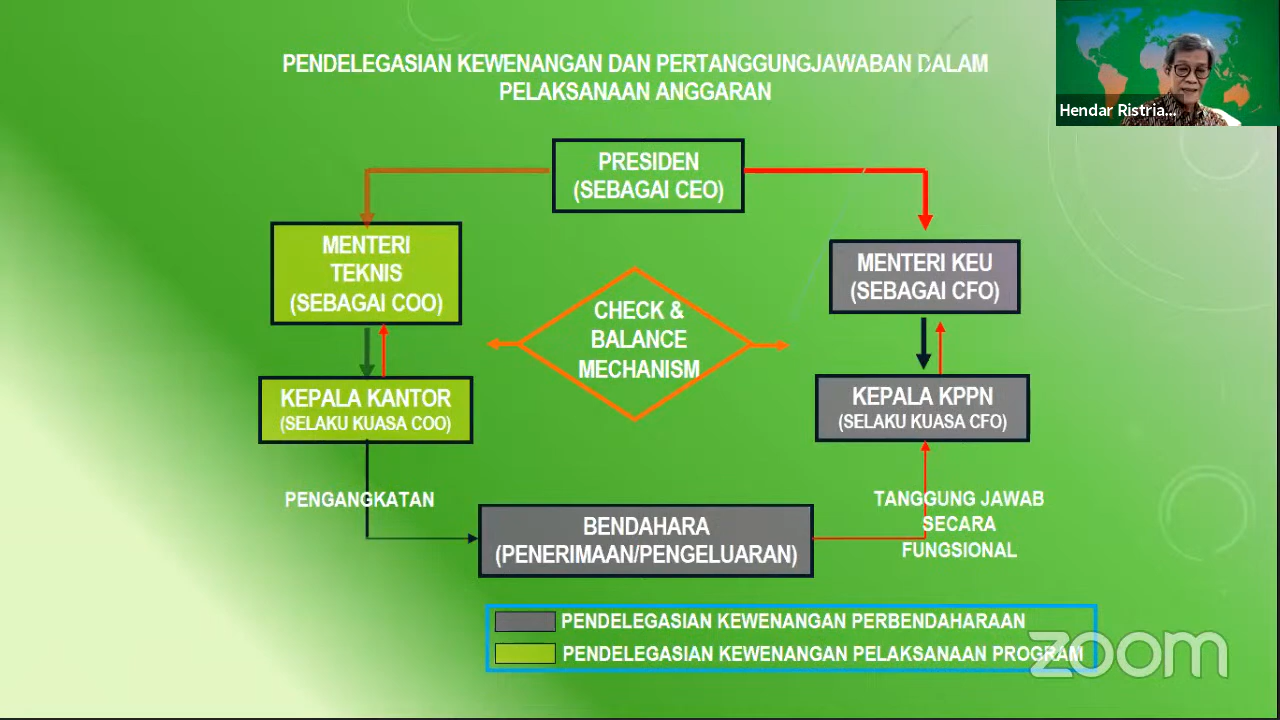 PENDELEGASIAN KEWENANGAN DAN PERTANGGUNGJAWABAN DALAM
PELAKSANAAN ANGGARAN
Hendar Ristria...
PRESIDEN
(SEBAGAI CEO)
MENTERI
TEKNIS
(SEBAGAI COO)
MENTERI KEU
(SEBAGAI CFO)
CHECK &
BALANCE
MECHANISM
KEPALA KANTOR
(SELAKU KUASA COO)
KEPALA KPPN
(SELAKU KUASA CFO)
PENGANGKATAN
TANGGUNG JAWAB
SECARA
FUNGSIONAL
BENDAHARA
(PENERIMAAN/PENGELUARAN)
PENDELEGASIAN KEWENANGAN PERBENDAHARAAN
PENDELEGASIAN KEWENANGAN PELAKSANAAN PROGRAM
zoom